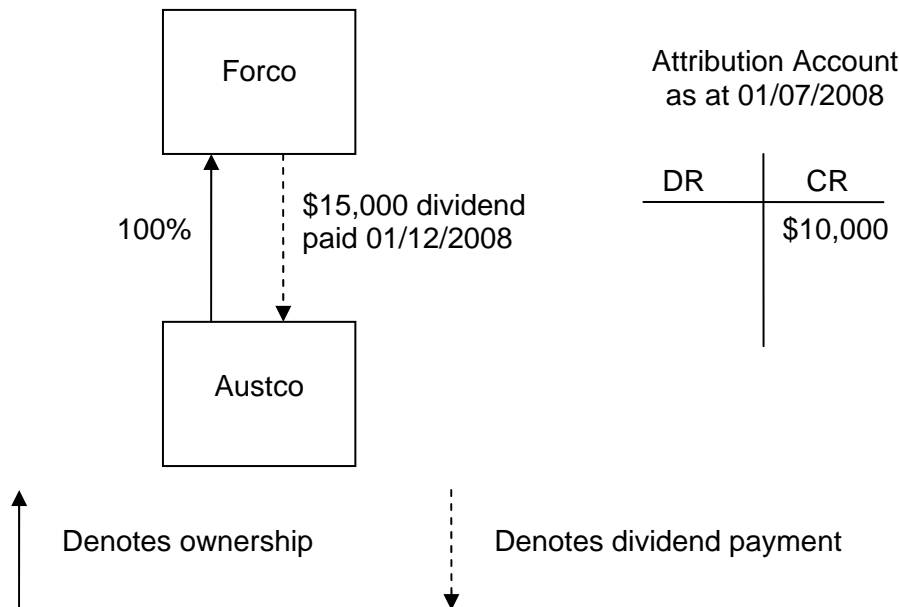 Forco
Attribution Account
as at 01/07/2008
DR
CR
$10,000
100%
$15,000 dividend
paid 01/12/2008
Austco
Denotes ownership
Denotes dividend payment